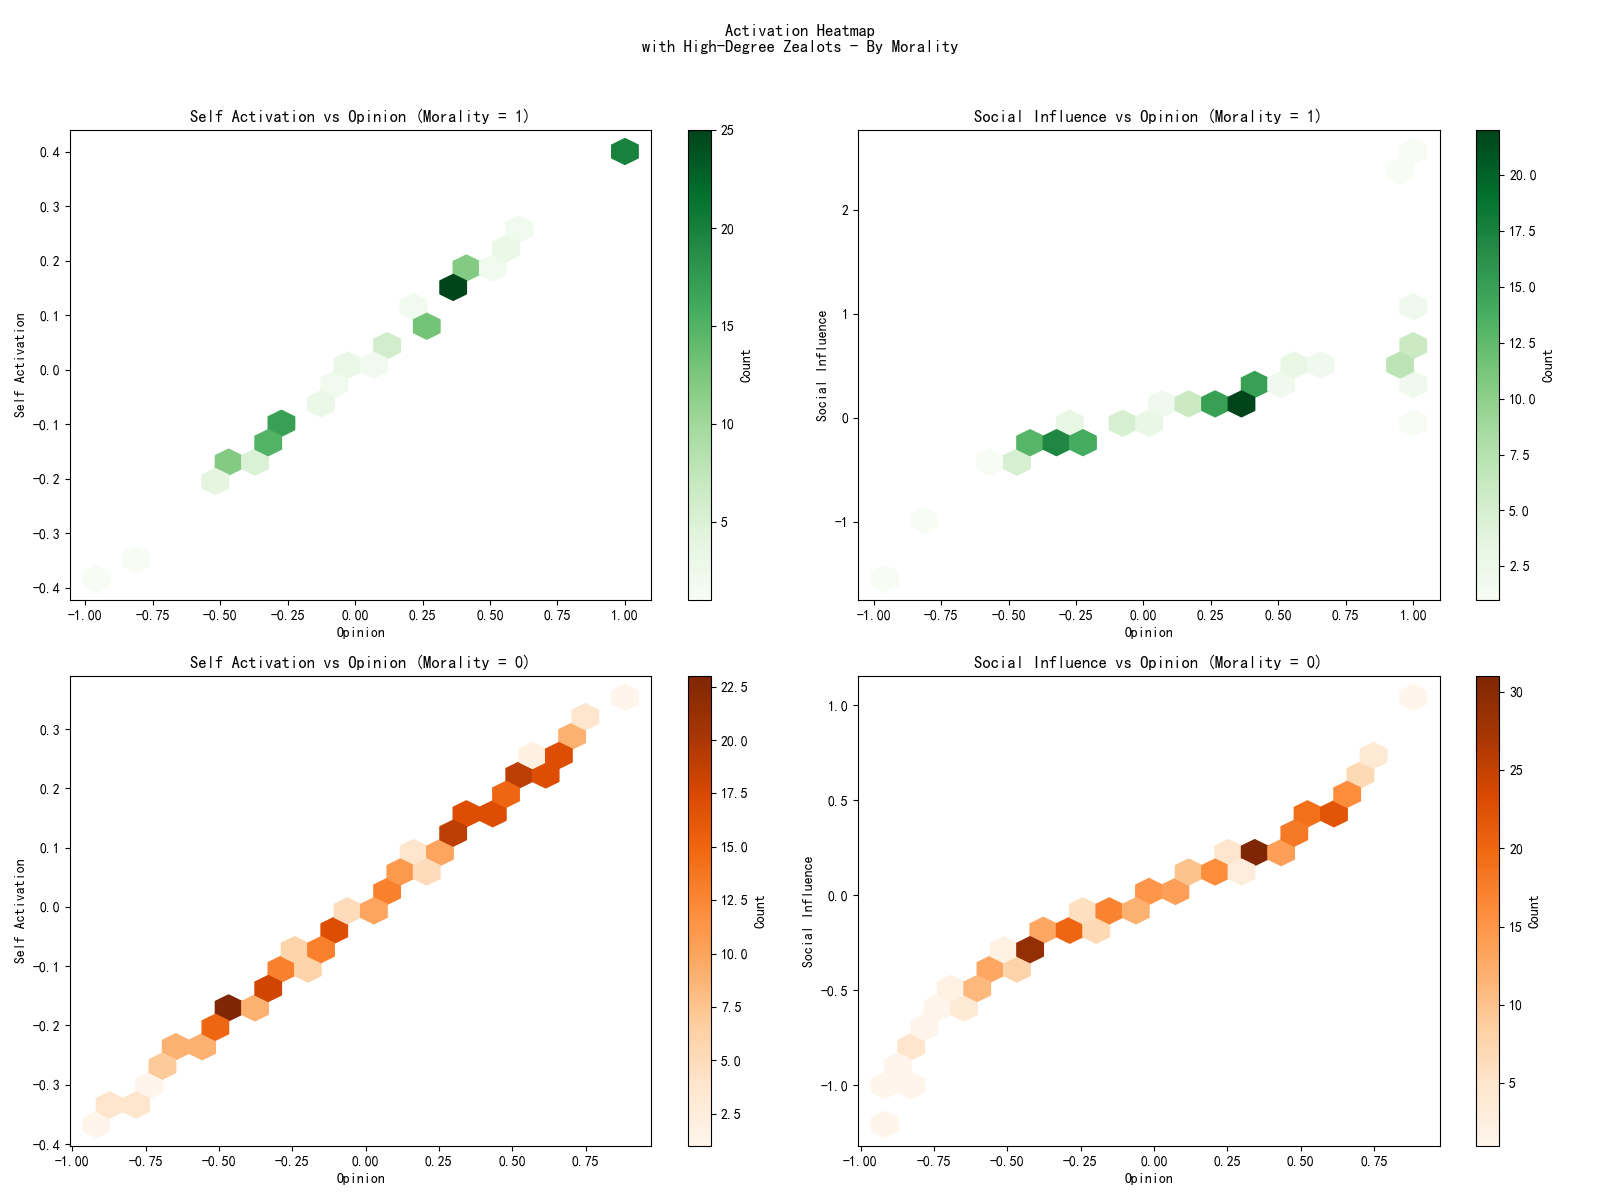 Activation Heatmap
with High-Degree Zealots - By Morality
Self Activation vs Opinion (Morality = 1)
0.4
0.3
0.2
0.1
0.0
−0.1
−0.2
−0.3
−0.4
Self Activation
−1.00 −0.75 −0.50 −0.25 0.00 0.25 0.50 0.75 1.00
Opinion
25
20
15
10
5
Count
Social Influence vs Opinion (Morality = 1)
2
1
0
−1
Social Influence
−1.00 −0.75 −0.50 −0.25 0.00 0.25 0.50 0.75 1.00
Opinion
20.0
17.5
15.0
12.5
10.0
7.5
5.0
2.5
Count
Self Activation vs Opinion (Morality = 0)
0.3
0.2
0.1
0.0
−0.1
−0.2
−0.3
−0.4
Self Activation
−1.00 −0.75 −0.50 −0.25 0.00 0.25 0.50 0.75
Opinion
22.5
20.0
17.5
15.0
12.5
10.0
7.5
5.0
2.5
Count
Social Influence vs Opinion (Morality = 0)
1.0
0.5
0.0
−0.5
−1.0
Social Influence
−1.00 −0.75 −0.50 −0.25 0.00 0.25 0.50 0.75
Opinion
30
25
20
15
10
5
Count